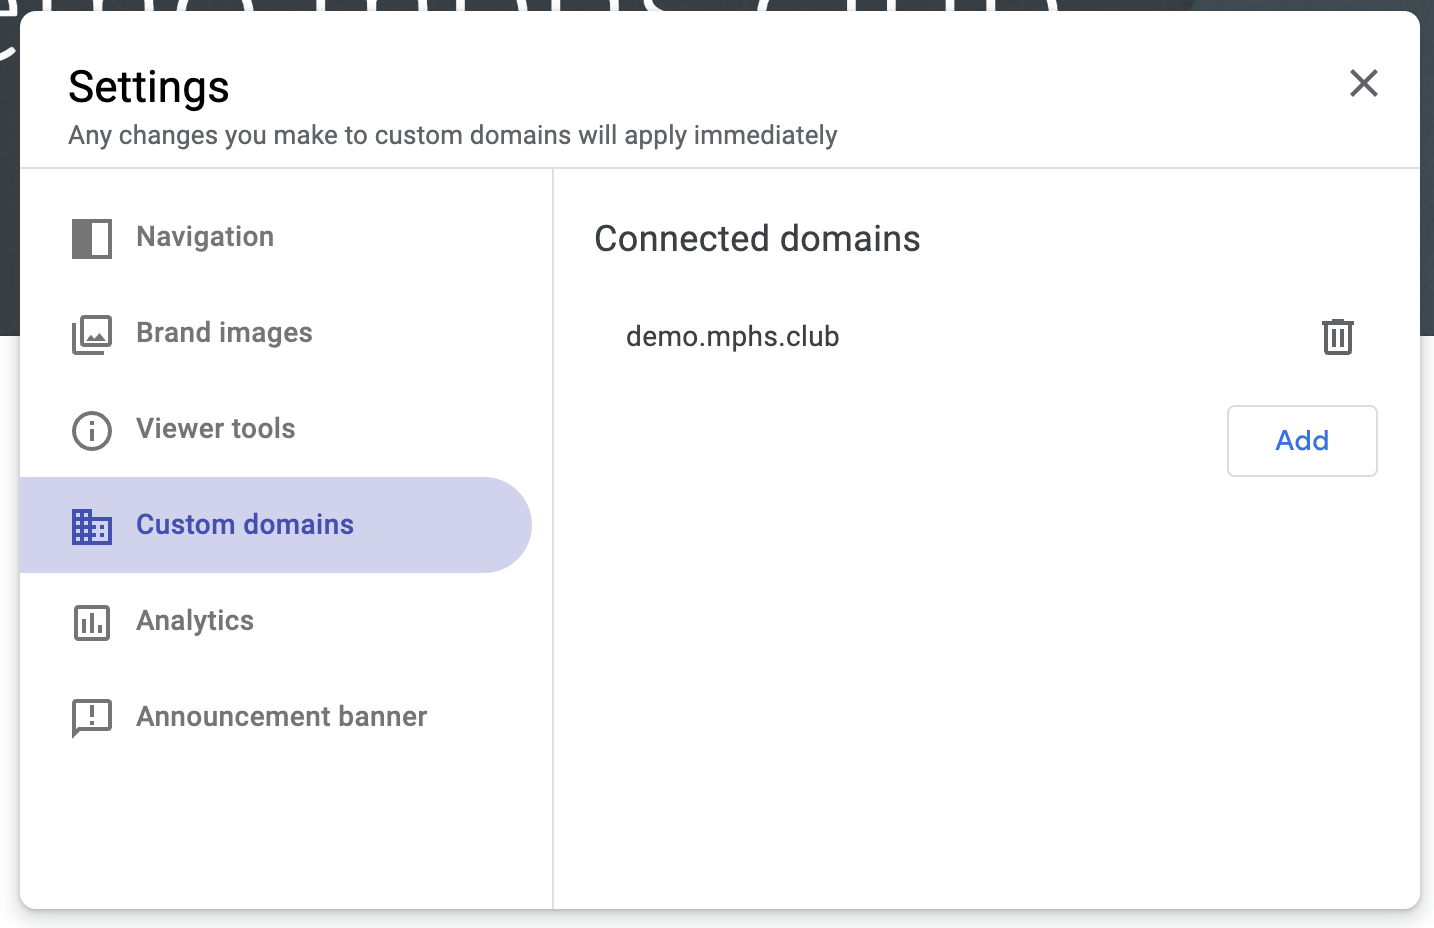 Settings
Any changes you make to custom domains will apply immediately
Navigation
Brand images
Viewer tools
Custom domains
Analytics
Announcement banner
Connected domains
demo.mphs.club
Add